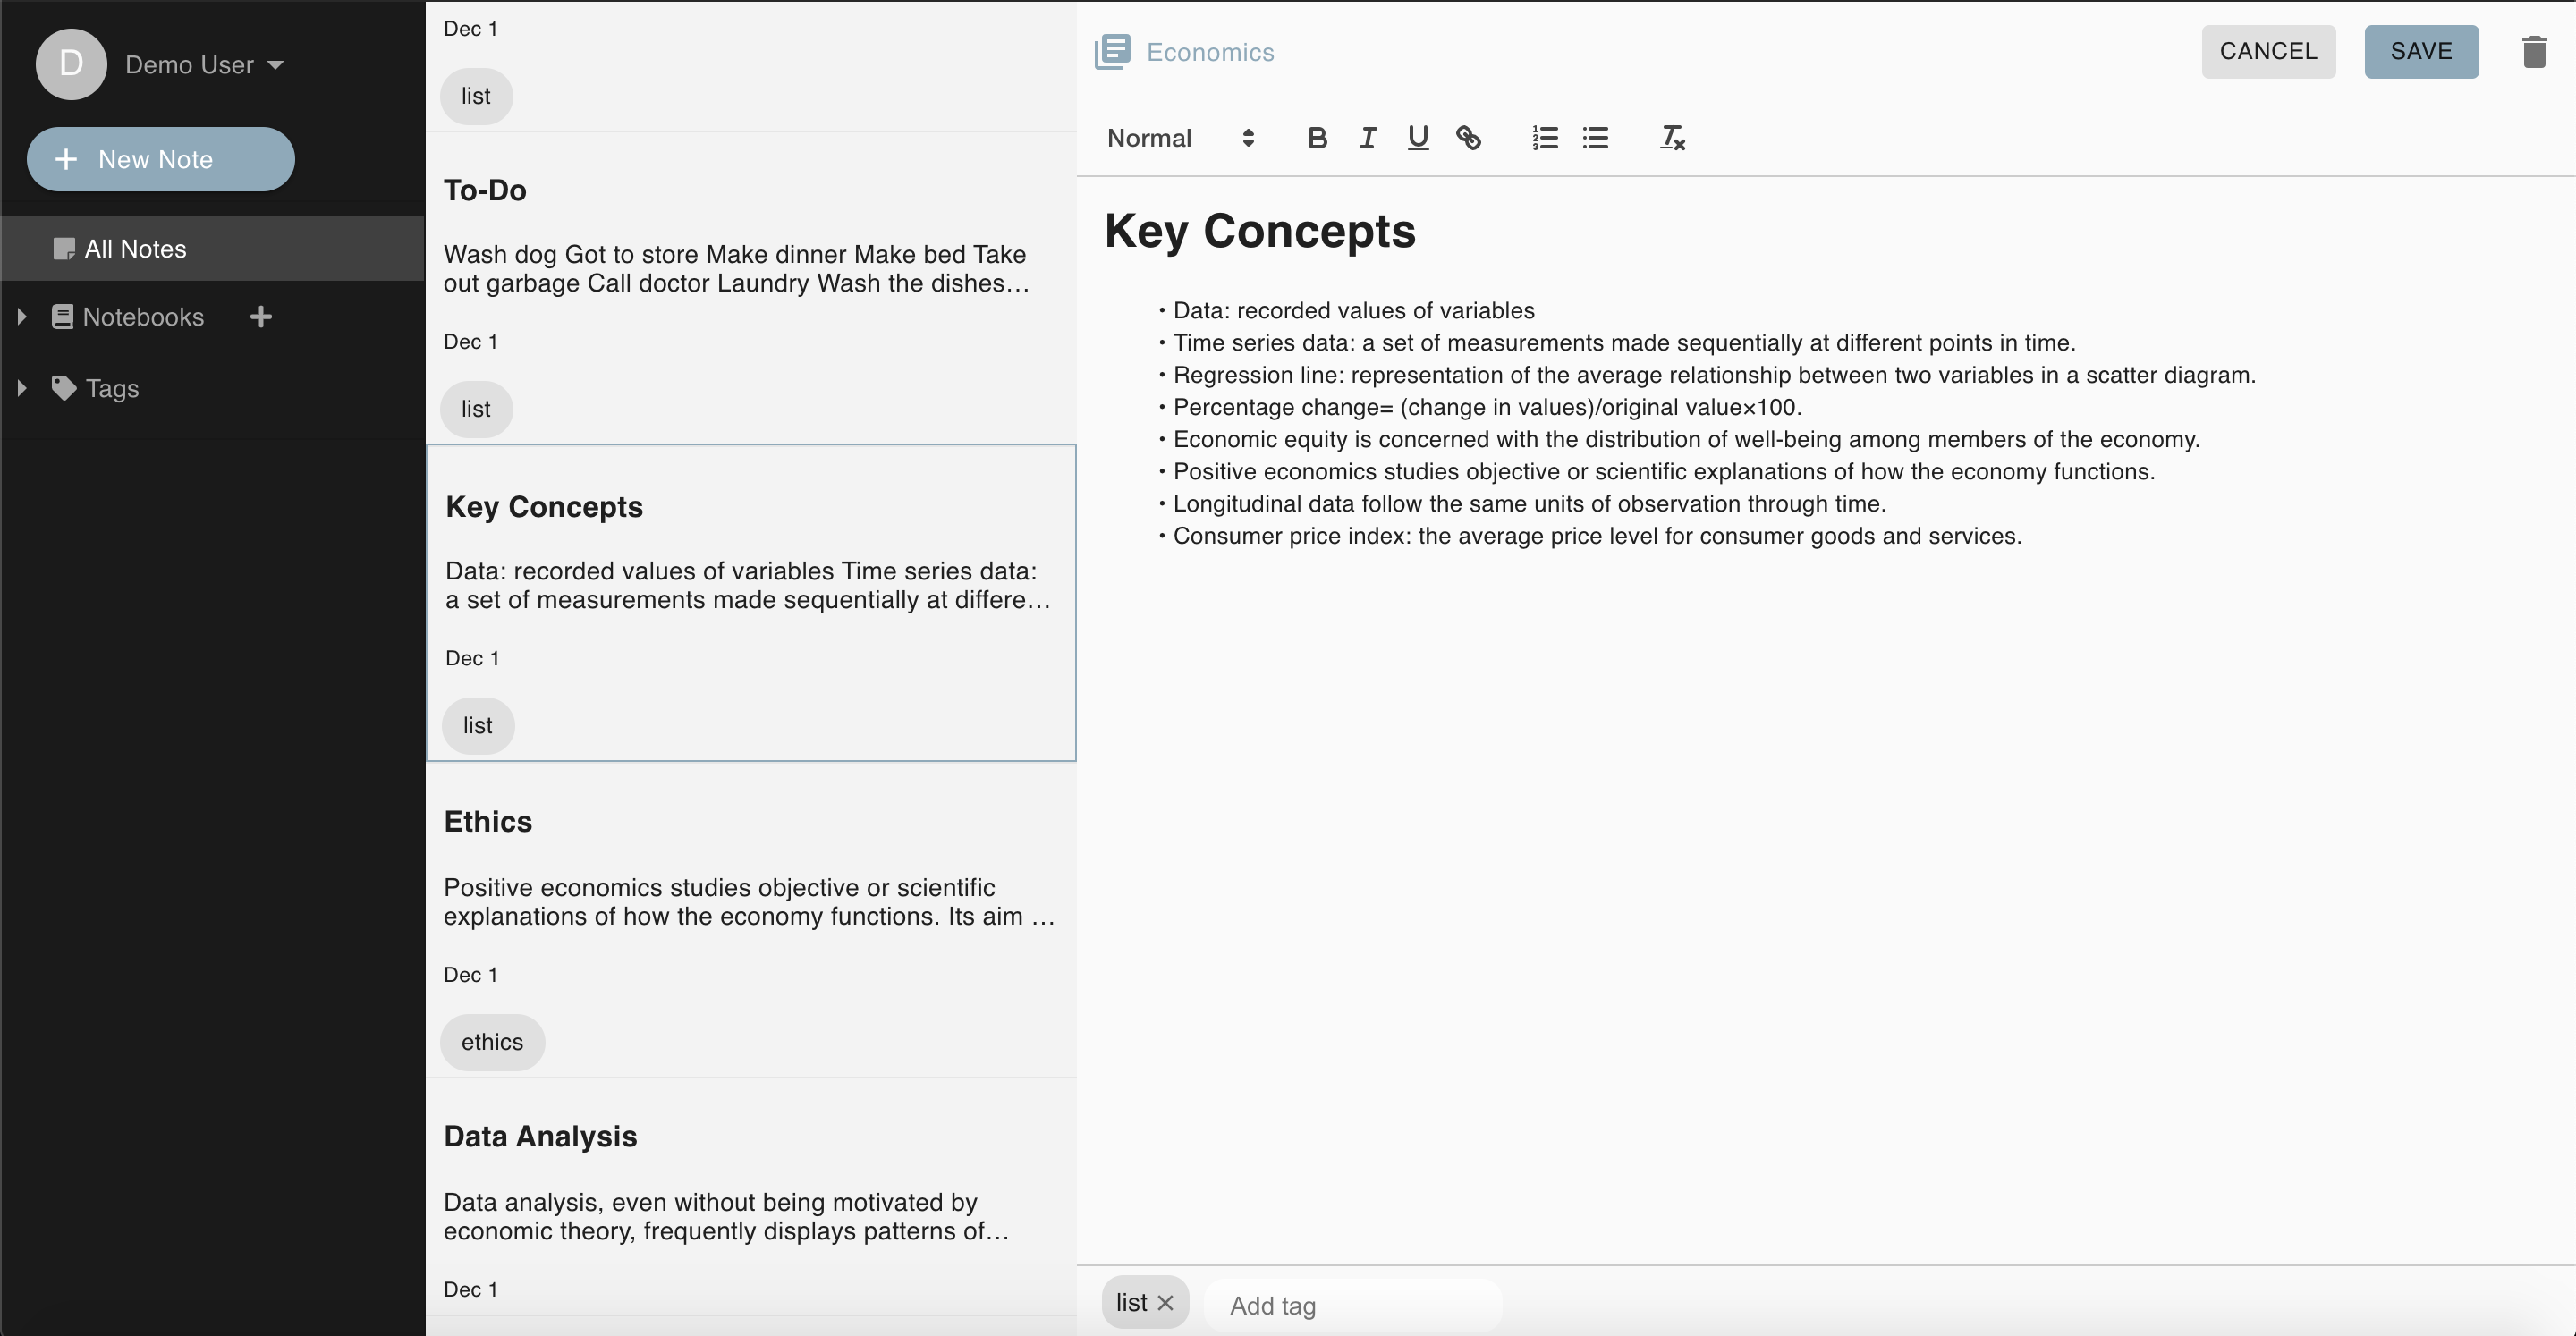 D
Demo User
New Note
All Notes
Notebooks
Tags
Dec 1
list
To-Do
Wash dog Got to store Make dinner Make bed Take
out garbage Call doctor Laundry Wash the dishes…
Dec 1
list
Key Concepts
Data: recorded values of variables Time series data:
a set of measurements made sequentially at differe…
Dec 1
list
Ethics
Positive economics studies objective or scientific
explanations of how the economy functions. Its aim …
Dec 1
ethics
Data Analysis
Data analysis, even without being motivated by
economic theory, frequently displays patterns of…
Dec 1
Economics
CANCEL
SAVE
Normal
Key Concepts
• Data: recorded values of variables
• Time series data: a set of measurements made sequentially at different points in time.
• Regression line: representation of the average relationship between two variables in a scatter diagram.
• Percentage change= (change in values)/original value×100.
• Economic equity is concerned with the distribution of well-being among members of the economy.
• Positive economics studies objective or scientific explanations of how the economy functions.
• Longitudinal data follow the same units of observation through time.
• Consumer price index: the average price level for consumer goods and services.
list
Add tag